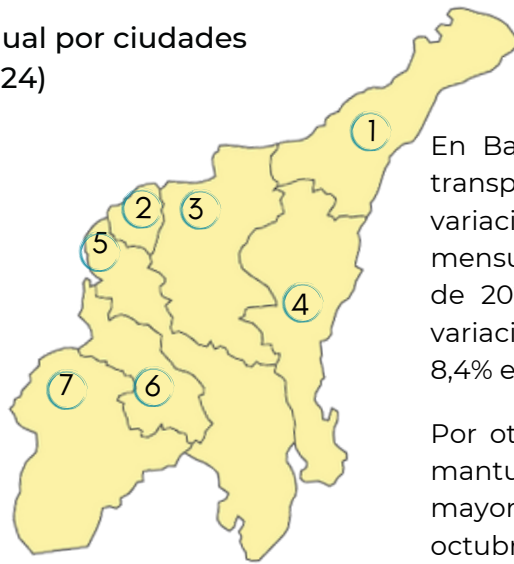 ual por ciudades
24)
1
En Ba
transp
variaci
mensu
de 20
variaci
8,4% e
2
3
5
4
7
6
Por ot
mantu
mayor
octubr